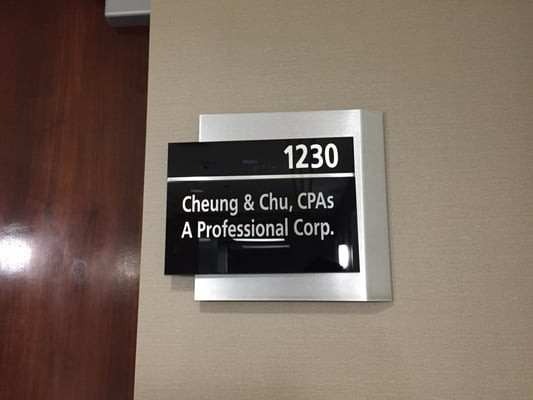 1230
Cheung & Chu, CPAs
A Professional Corp.